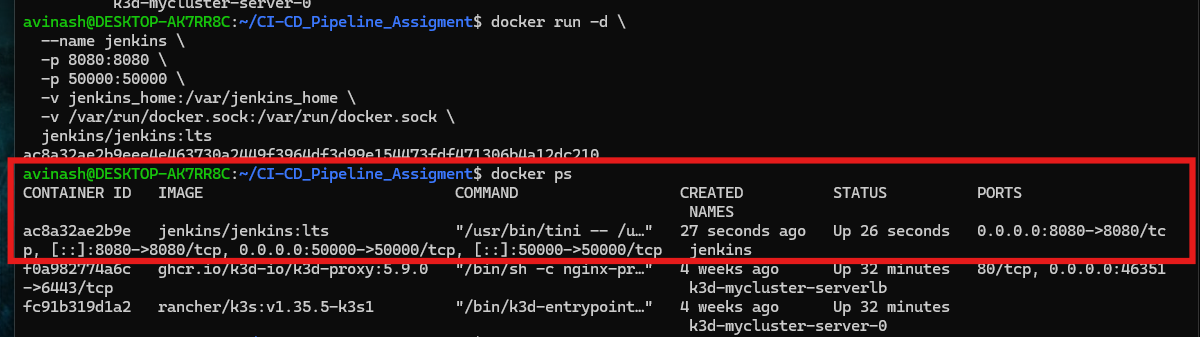 k3d-mycluster-server-0
avinash@DESKTOP-AK7RR8C:~/CI-CD_Pipeline_Assigment$ docker run -d \
--name jenkins \
-p 8080:8080 \
-p 50000:50000 \
-v jenkins_home:/var/jenkins_home \
-v /var/run/docker.sock:/var/run/docker.sock \
jenkins/jenkins:lts
ac8a32ae2b9eee4e463730a2449f3964df3d99e154473fdf471306b4a12dc210
avinash@DESKTOP-AK7RR8C:~/CI-CD_Pipeline_Assigment$ docker ps
CONTAINER ID   IMAGE                            COMMAND                  CREATED          STATUS          PORTS
NAMES
ac8a32ae2b9e   jenkins/jenkins:lts              "/usr/bin/tini -- /u…"   27 seconds ago   Up 26 seconds   0.0.0.0:8080->8080/tc
p, [::]:8080->8080/tcp, 0.0.0.0:50000->50000/tcp, [::]:50000->50000/tcp   jenkins
f0a982774a6c   ghcr.io/k3d-io/k3d-proxy:5.9.0   "/bin/sh -c nginx-pr…"   4 weeks ago      Up 32 minutes   80/tcp, 0.0.0.0:46351
->6443/tcp                                                                k3d-mycluster-serverlb
fc91b319d1a2   rancher/k3s:v1.35.5-k3s1         "/bin/k3d-entrypoint…"   4 weeks ago      Up 32 minutes
k3d-mycluster-server-0